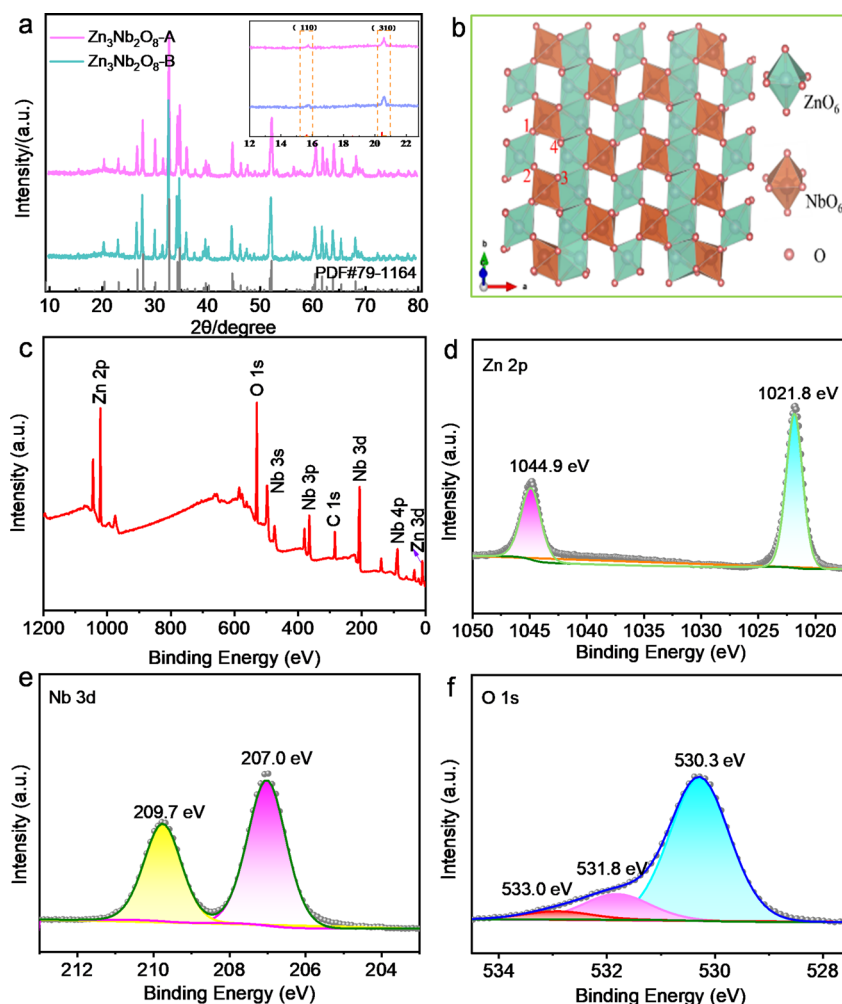 a
Zn₃Nb₂O₈-A
Zn₃Nb₂O₈-B
( 110)
( 310)
12 14 16 18 20 22
PDF#79-1164
Intensity/(a.u.)
10 20 30 40 50 60 70 80
2θ/degree
b
ZnO₆
NbO₆
O
1
4
2
3
b
a
c
Zn 2p
O 1s
Nb 3s
Nb 3p
C 1s
Nb 3d
Nb 4p
Zn 3d
Intensity (a.u.)
1200 1000 800 600 400 200 0
Binding Energy (eV)
d
Zn 2p
1021.8 eV
1044.9 eV
Intensity (a.u.)
1050 1045 1040 1035 1030 1025 1020
Binding Energy (eV)
e
Nb 3d
207.0 eV
209.7 eV
Intensity (a.u.)
212 210 208 206 204
Binding Energy (eV)
f
O 1s
530.3 eV
531.8 eV
533.0 eV
Intensity (a.u.)
534 532 530 528
Binding Energy (eV)